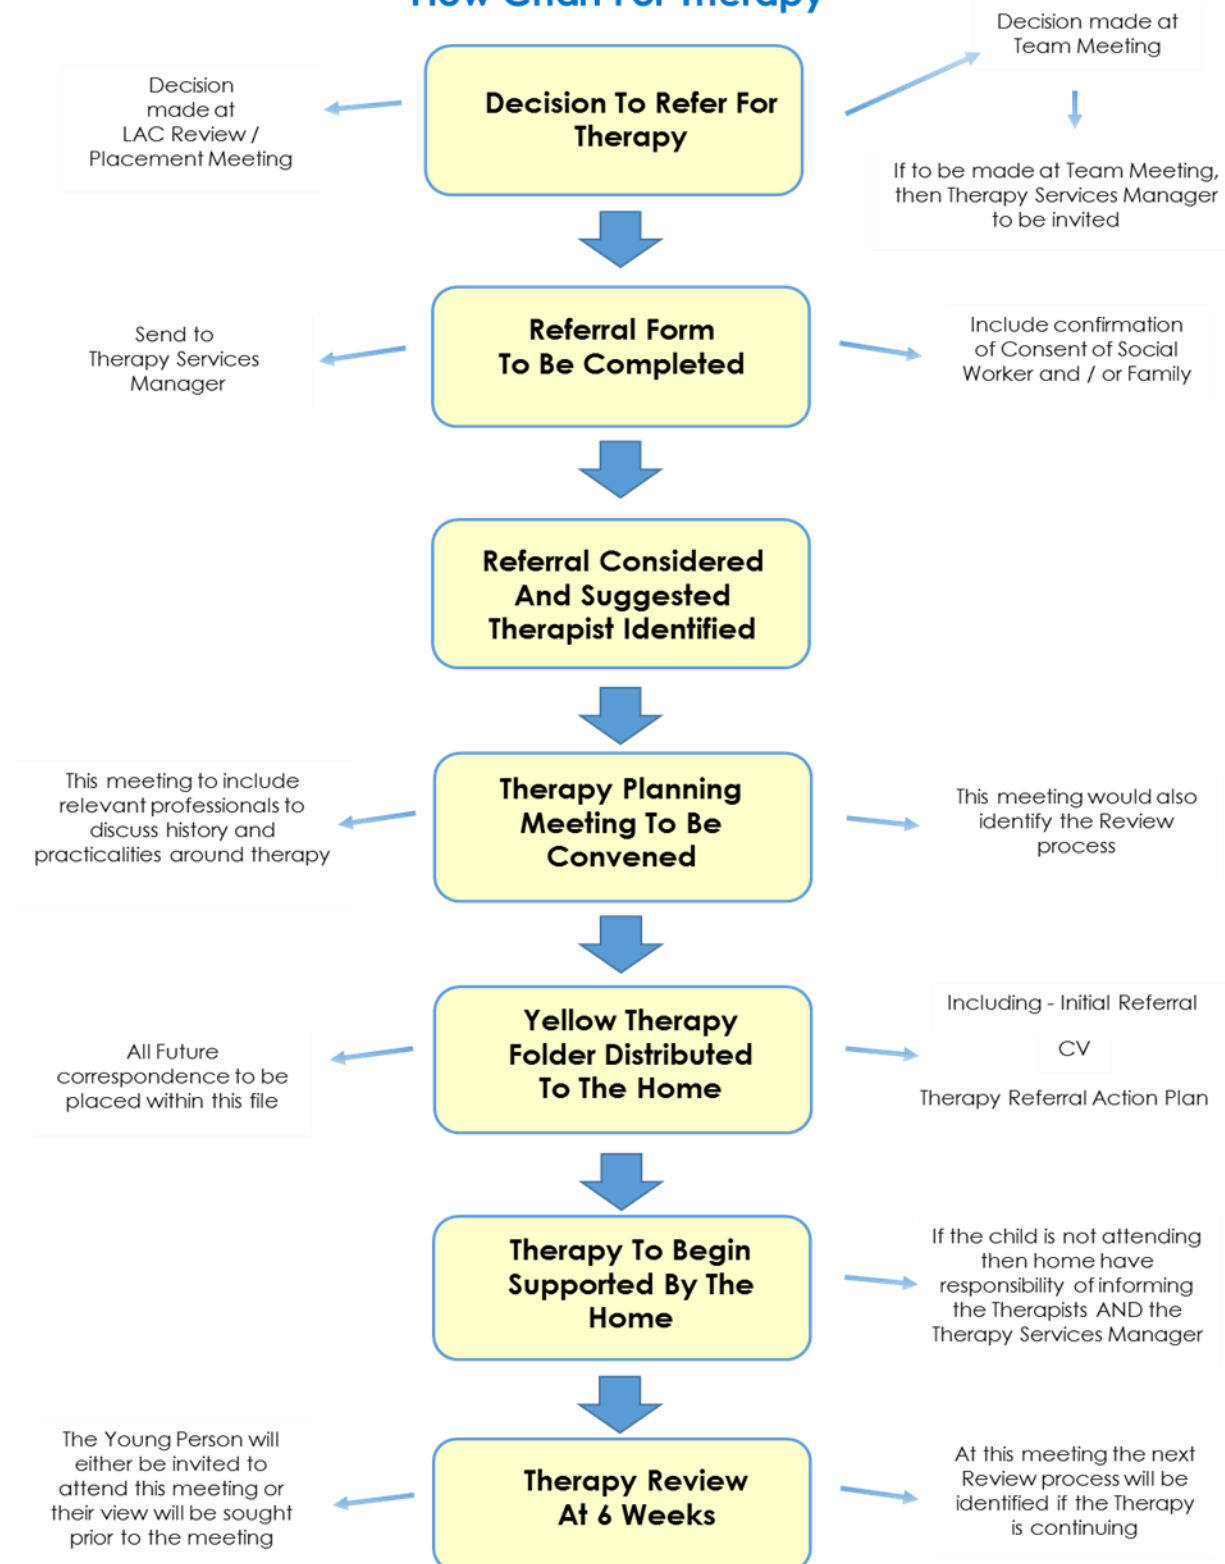 Flow Chart For Therapy
Decision made at
Team Meeting
Decision
made at
LAC Review /
Placement Meeting
Decision To Refer For
Therapy
If to be made at Team Meeting,
then Therapy Services Manager
to be invited
Send to
Therapy Services
Manager
Referral Form
To Be Completed
Include confirmation
of Consent of Social
Worker and / or Family
Referral Considered
And Suggested
Therapist Identified
This meeting to include
relevant professionals to
discuss history and
practicalities around therapy
Therapy Planning
Meeting To Be
Convened
This meeting would also
identify the Review
process
All Future
correspondence to be
placed within this file
Yellow Therapy
Folder Distributed
To The Home
Including - Initial Referral
CV
Therapy Referral Action Plan
Therapy To Begin
Supported By The
Home
If the child is not attending
then home have
responsibility of informing
the Therapists AND the
Therapy Services Manager
The Young Person will
either be invited to
attend this meeting or
their view will be sought
prior to the meeting
Therapy Review
At 6 Weeks
At this meeting the next
Review process will be
identified if the Therapy
is continuing